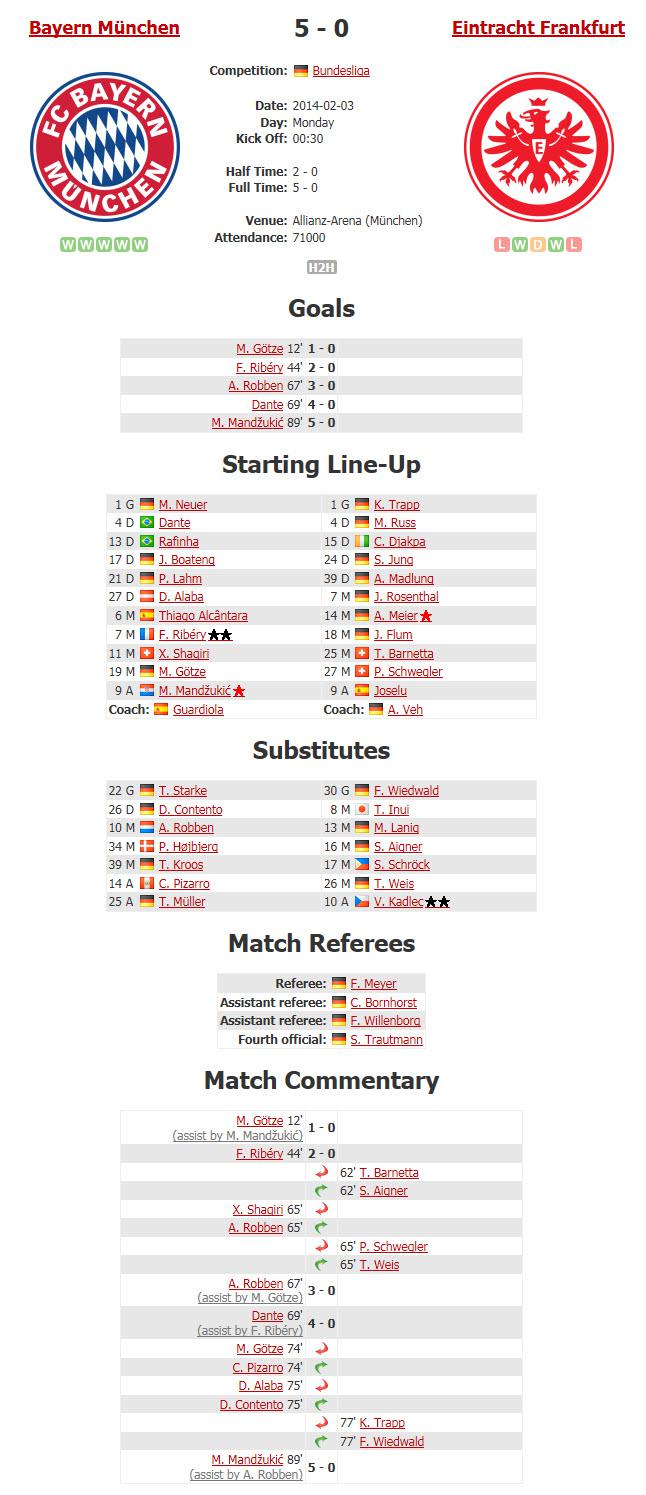 Bayern München 5 - 0 Eintracht Frankfurt
FC BAYERN
MÜNCHEN
E
Competition: Bundesliga
Date: 2014-02-03
Day: Monday
Kick Off: 00:30
Half Time: 2 - 0
Full Time: 5 - 0
Venue: Allianz-Arena (München)
Attendance: 71000
W W W W W L W D W L
H2H
Goals
M. Götze 12' 1 - 0
F. Ribéry 44' 2 - 0
A. Robben 67' 3 - 0
Dante 69' 4 - 0
M. Mandžukić 89' 5 - 0
Starting Line-Up
1 G M. Neuer 1 G K. Trapp
4 D Dante 4 D M. Russ
13 D Rafinha 15 D C. Djakpa
17 D J. Boateng 24 D S. Jung
21 D P. Lahm 39 D A. Madlung
27 D D. Alaba 7 M J. Rosenthal
6 M Thiago Alcântara 14 M A. Meier
7 M F. Ribéry 18 M J. Flum
11 M X. Shaqiri 25 M T. Barnetta
19 M M. Götze 27 M P. Schwegler
9 A M. Mandžukić 9 A Joselu
Coach: Guardiola Coach: A. Veh
Substitutes
22 G T. Starke 30 G F. Wiedwald
26 D D. Contento 8 M T. Inui
10 M A. Robben 13 M M. Lanig
34 M P. Højbjerg 16 M S. Aigner
39 M T. Kroos 17 M S. Schröck
14 A C. Pizarro 26 M T. Weis
25 A T. Müller 10 A V. Kadlec
Match Referees
Referee: F. Meyer
Assistant referee: C. Bornhorst
Assistant referee: F. Willenborg
Fourth official: S. Trautmann
Match Commentary
M. Götze 12'
(assist by M. Mandžukić) 1 - 0
F. Ribéry 44' 2 - 0
62' T. Barnetta
62' S. Aigner
X. Shaqiri 65'
A. Robben 65'
65' P. Schwegler
65' T. Weis
A. Robben 67'
(assist by M. Götze) 3 - 0
Dante 69'
(assist by F. Ribéry) 4 - 0
M. Götze 74'
C. Pizarro 74'
D. Alaba 75'
D. Contento 75'
77' K. Trapp
77' F. Wiedwald
M. Mandžukić 89'
(assist by A. Robben) 5 - 0